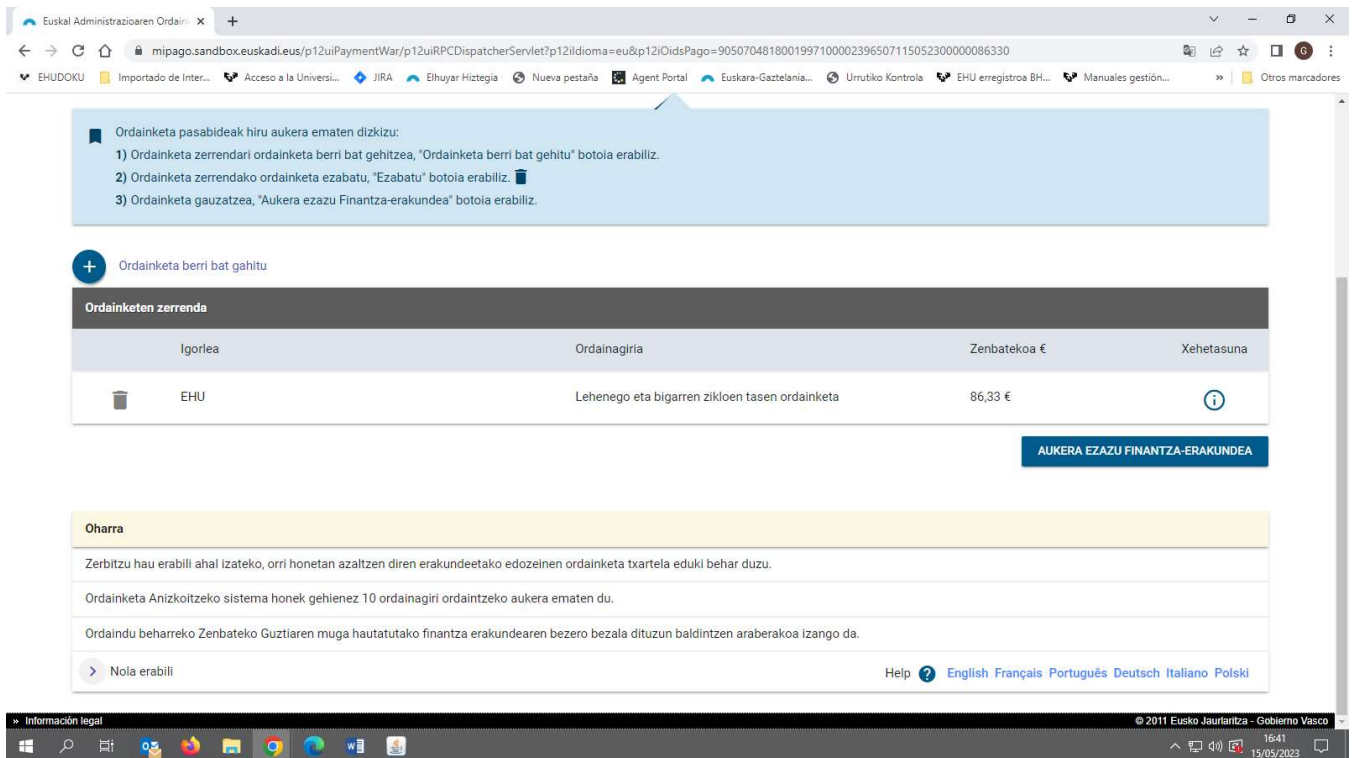 Euskal Administrazioaren Ordain
mipago.sandbox.euskadi.eus/p12uiPaymentWar/p12uiRPCDispatcherServlet?p12iIdioma=eu&p12iOidsPago=90507048180019971000023965071150523000000086330
G
EHUDOKU Importado de Inter... Acceso a la Universi... JIRA Elhuyar Hiztegia Nueva pestaña Agent Portal Euskara-Gaztelania... Urrutiko Kontrola EHU erregistroa BH... Manuales gestión... » Otros marcadores
Ordainketa pasabideak hiru aukera ematen dizkizu:
1) Ordainketa zerrendari ordainketa berri bat gehitzea, "Ordainketa berri bat gehitu" botoia erabiliz.
2) Ordainketa zerrendako ordainketa ezabatu, "Ezabatu" botoia erabiliz.
3) Ordainketa gauzatzea, "Aukera ezazu Finantza-erakundea" botoia erabiliz.
Ordainketa berri bat gahitu
Ordainketen zerrenda
Igorlea Ordainagiria Zenbatekoa € Xehetasuna
EHU Lehenego eta bigarren zikloen tasen ordainketa 86,33 €
AUKERA EZAZU FINANTZA-ERAKUNDEA
Oharra
Zerbitzu hau erabili ahal izateko, orri honetan azaltzen diren erakundeetako edozeinen ordainketa txartela eduki behar duzu.
Ordainketa Anizkoitzeko sistema honek gehienez 10 ordainagiri ordaintzeko aukera ematen du.
Ordaindu beharreko Zenbateko Guztiaren muga hautatutako finantza erakundearen bezero bezala dituzun baldintzen araberakoa izango da.
Nola erabili Help English Français Português Deutsch Italiano Polski
» Información legal © 2011 Eusko Jaurlaritza - Gobierno Vasco
16:41
15/05/2023